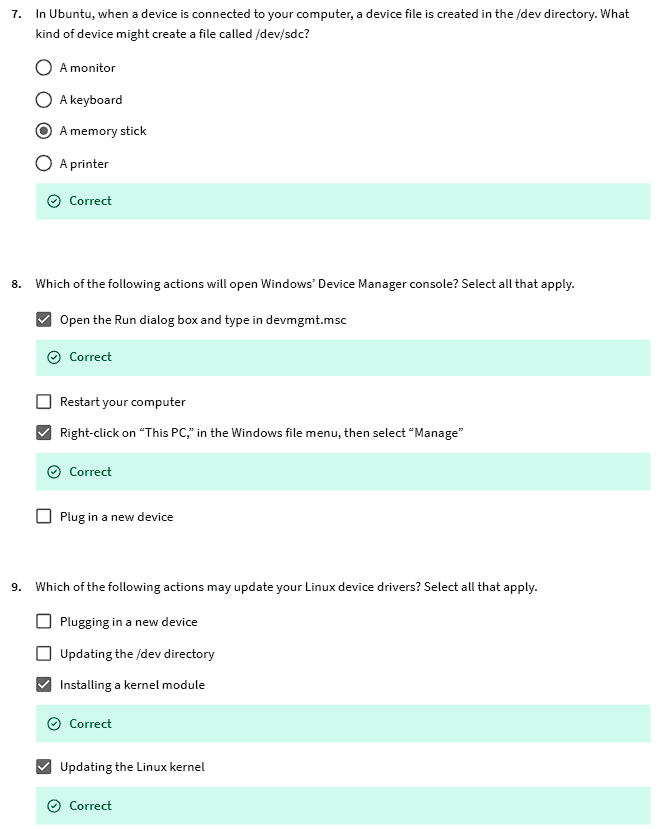 7. In Ubuntu, when a device is connected to your computer, a device file is created in the /dev directory. What
kind of device might create a file called /dev/sdc?
A monitor
A keyboard
A memory stick
A printer
Correct
8. Which of the following actions will open Windows’ Device Manager console? Select all that apply.
Open the Run dialog box and type in devmgmt.msc
Correct
Restart your computer
Right-click on “This PC,” in the Windows file menu, then select “Manage”
Correct
Plug in a new device
9. Which of the following actions may update your Linux device drivers? Select all that apply.
Plugging in a new device
Updating the /dev directory
Installing a kernel module
Correct
Updating the Linux kernel
Correct